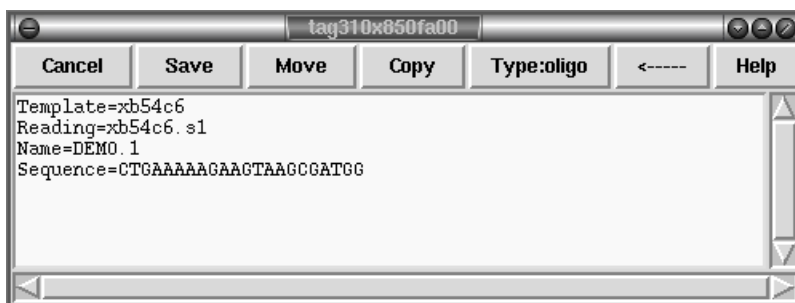 tag310x850fa00
Cancel Save Move Copy Type:oligo <----- Help
Template=xb54c6
Reading=xb54c6.s1
Name=DEMO.1
Sequence=CTGAAAAAGAAGTAAGCGATGG